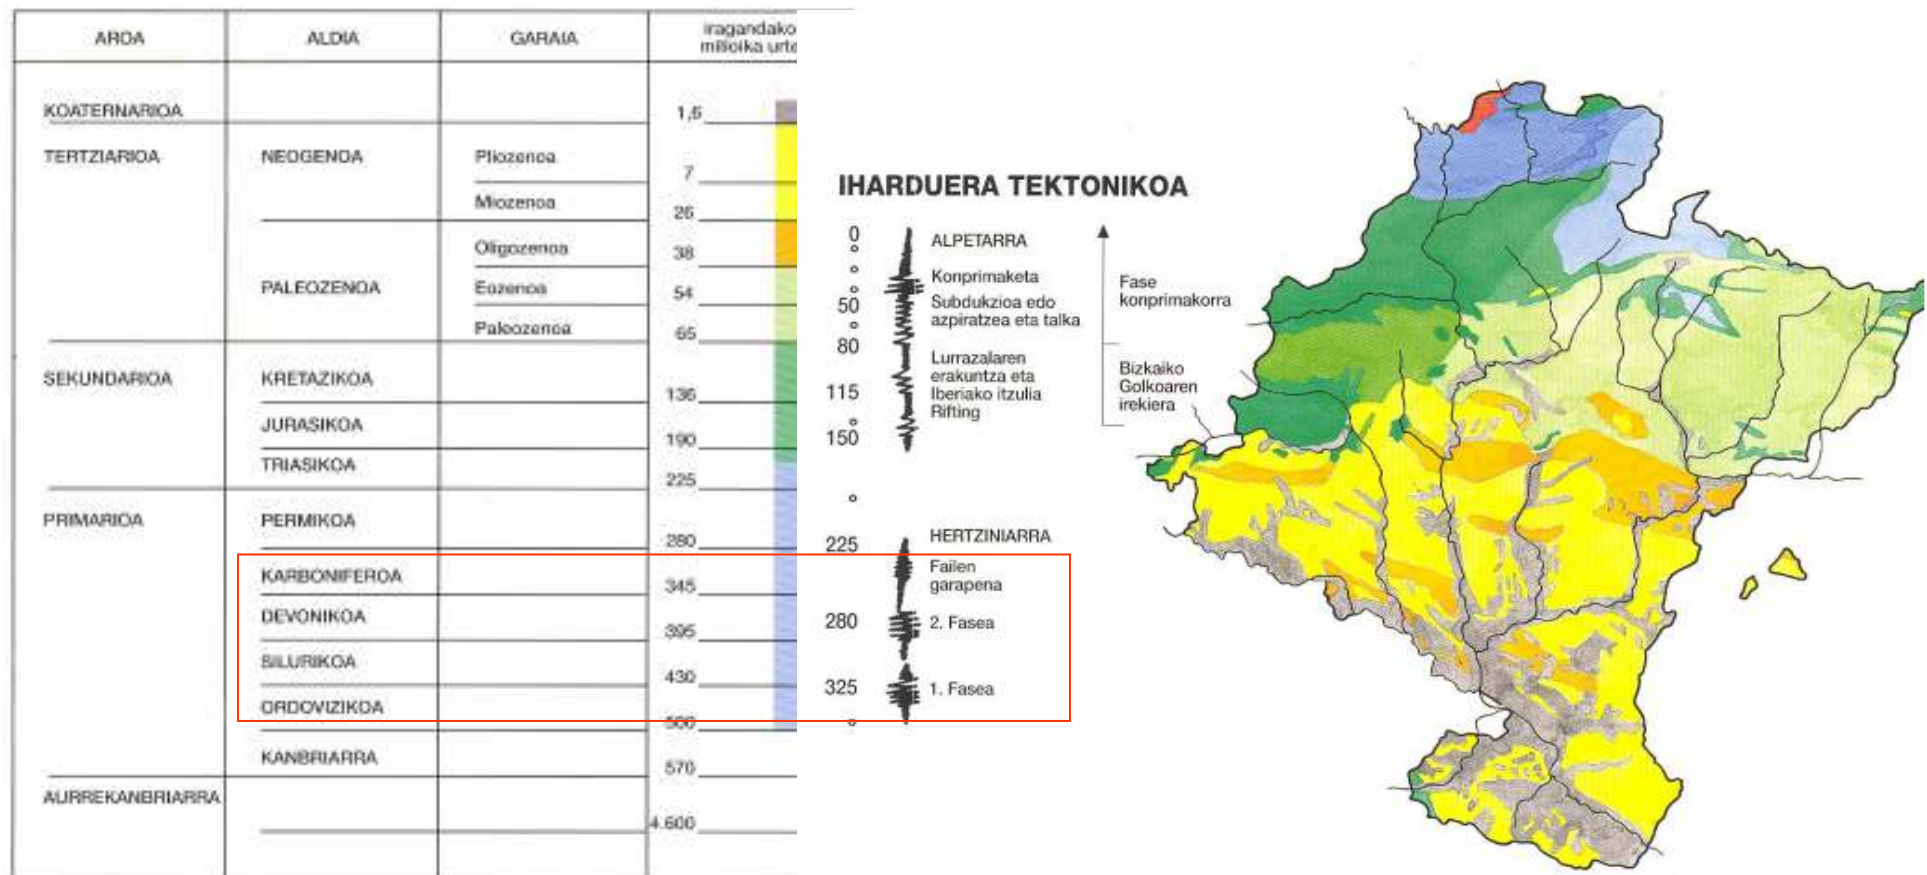 AROA
ALDIA
GARAIA
iragandako
milioika urte
KOATERNARIOA
1,6
TERTZIARIOA
NEOGENOA
Pliozenoa
7
Miozenoa
26
Oligozenoa
38
PALEOZENOA
Eozenoa
54
Paleozenoa
65
SEKUNDARIOA
KRETAZIKOA
136
JURASIKOA
190
TRIASIKOA
225
PRIMARIOA
PERMIKOA
280
KARBONIFEROA
345
DEVONIKOA
395
SILURIKOA
430
ORDOVIZIKOA
500
KANBRIARRA
570
AURREKANBRIARRA
4.600
IHARDUERA TEKTONIKOA
0
ALPETARRA
Konprimaketa
50
Subdukzioa edo
azpiratzea eta talka
80
Lurrazalaren
erakuntza eta
115
Iberiako itzulia
Rifting
150
Fase
konprimakorra
Bizkaiko
Golkoaren
irekiera
225
HERTZINIARRA
Failen
garapena
280
2. Fasea
325
1. Fasea